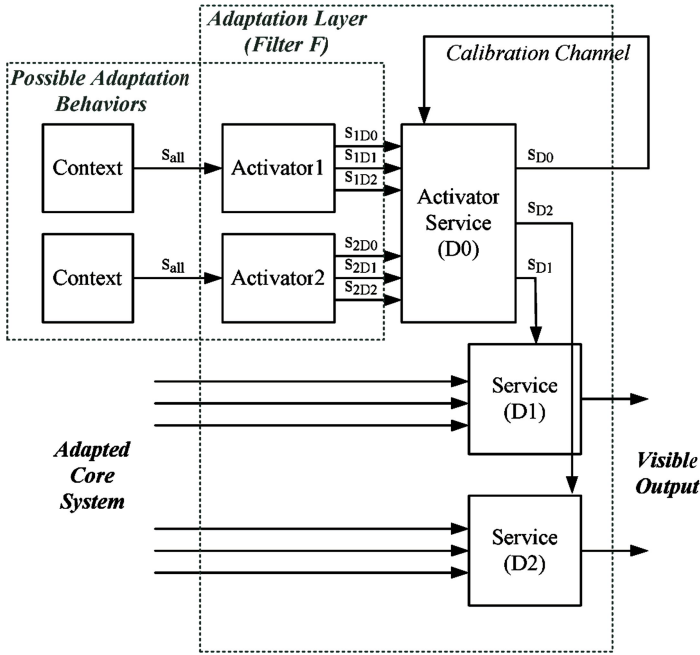 Adaptation Layer
(Filter F)
Calibration Channel
Possible Adaptation
Behaviors
Context
Sall
Activator1
S1D0
S1D1
S1D2
Activator
Service
(D0)
SD0
SD2
SD1
Context
Sall
Activator2
S2D0
S2D1
S2D2
Service
(D1)
Adapted
Core
System
Visible
Output
Service
(D2)